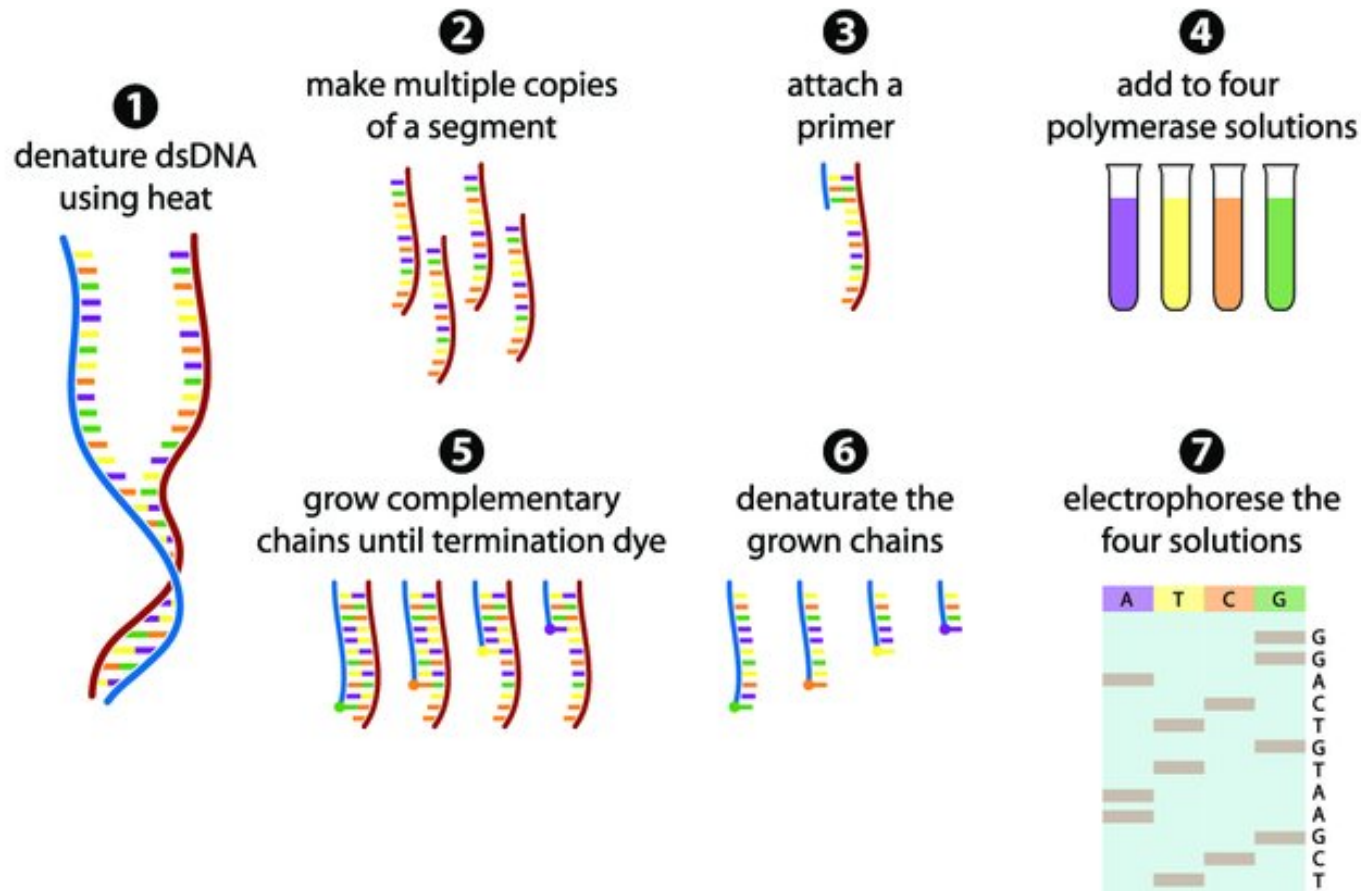 1
denature dsDNA
using heat
2
make multiple copies
of a segment
3
attach a
primer
4
add to four
polymerase solutions
5
grow complementary
chains until termination dye
6
denaturate the
grown chains
7
electrophorese the
four solutions
A T C G
G
G
A
C
T
G
T
A
A
G
C
T